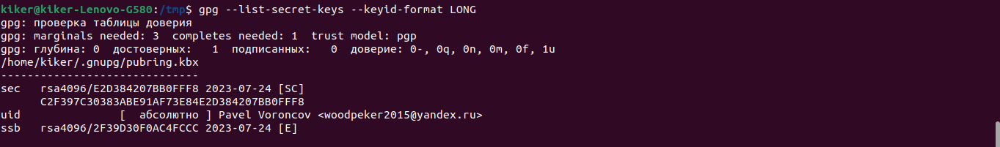 kiker@kiker-Lenovo-G580:/tmp$ gpg --list-secret-keys --keyid-format LONG
gpg: проверка таблицы доверия
gpg: marginals needed: 3  completes needed: 1  trust model: pgp
gpg: глубина: 0  достоверных:   1  подписанных:   0  доверие: 0-, 0q, 0n, 0m, 0f, 1u
/home/kiker/.gnupg/pubring.kbx
------------------------------
sec   rsa4096/E2D384207BB0FFF8 2023-07-24 [SC]
      C2F397C30383ABE91AF73E84E2D384207BB0FFF8
uid               [  абсолютно ] Pavel Voroncov <woodpeker2015@yandex.ru>
ssb   rsa4096/2F39D30F0AC4FCCC 2023-07-24 [E]